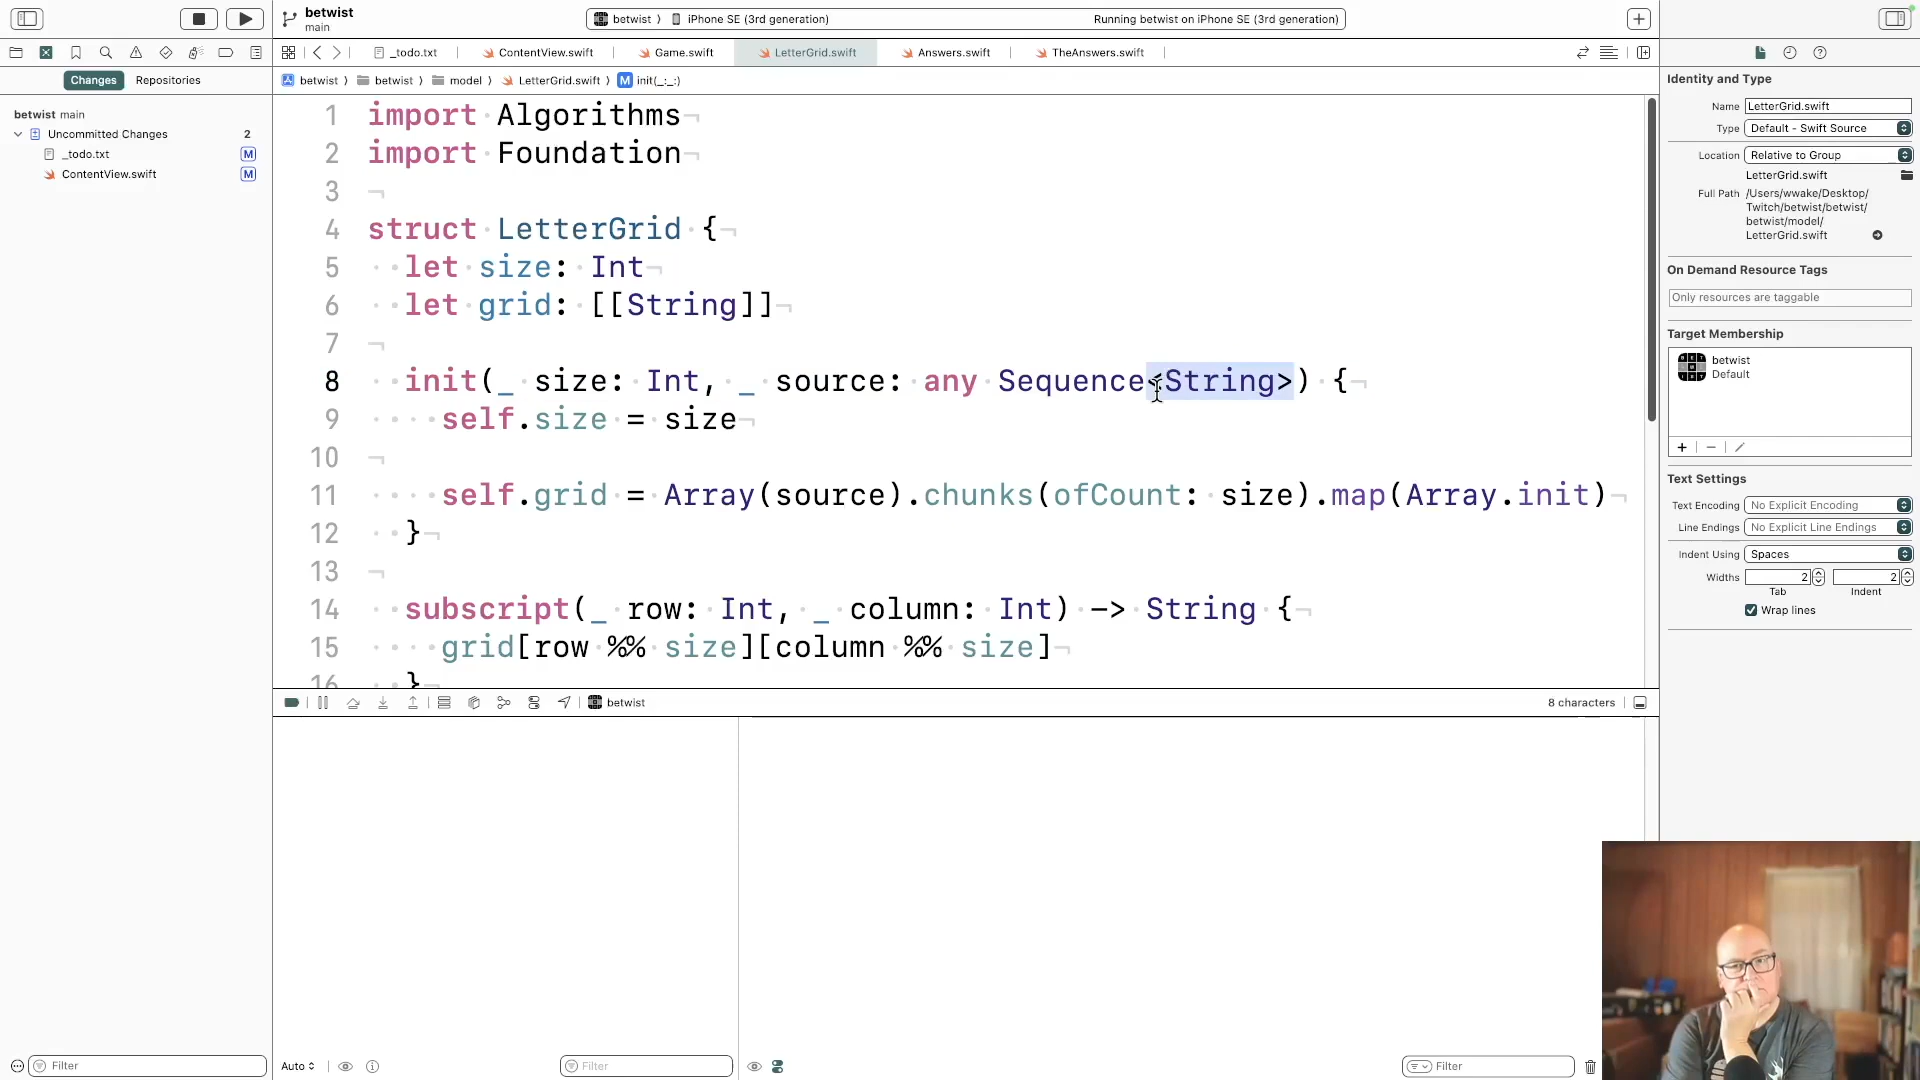 betwist
main
betwist
iPhone SE (3rd generation)
Running betwist on iPhone SE (3rd generation)
_todo.txt
ContentView.swift
Game.swift
LetterGrid.swift
Answers.swift
TheAnswers.swift
Changes
Repositories
betwist
betwist
model
LetterGrid.swift
M
init(_:_:)
betwist main
Uncommitted Changes
2
_todo.txt
M
ContentView.swift
M
1 import Algorithms
2 import Foundation
3
4 struct LetterGrid {
5 let size: Int
6 let grid: [[String]]
7
8 init(_ size: Int, _ source: any Sequence<String>) {
9 self.size = size
10
11 self.grid = Array(source).chunks(ofCount: size).map(Array.init)
12 }
13
14 subscript(_ row: Int, _ column: Int) -> String {
15 grid[row %% size][column %% size]
16 }
betwist
8 characters
Filter
Auto
Filter
Filter
Identity and Type
Name LetterGrid.swift
Type Default - Swift Source
Location Relative to Group
LetterGrid.swift
Full Path /Users/wwake/Desktop/
Twitch/betwist/betwist/
betwist/model/
LetterGrid.swift
On Demand Resource Tags
Only resources are taggable
Target Membership
betwist
Default
Text Settings
Text Encoding No Explicit Encoding
Line Endings No Explicit Line Endings
Indent Using Spaces
Widths 2 2
Tab Indent
Wrap lines